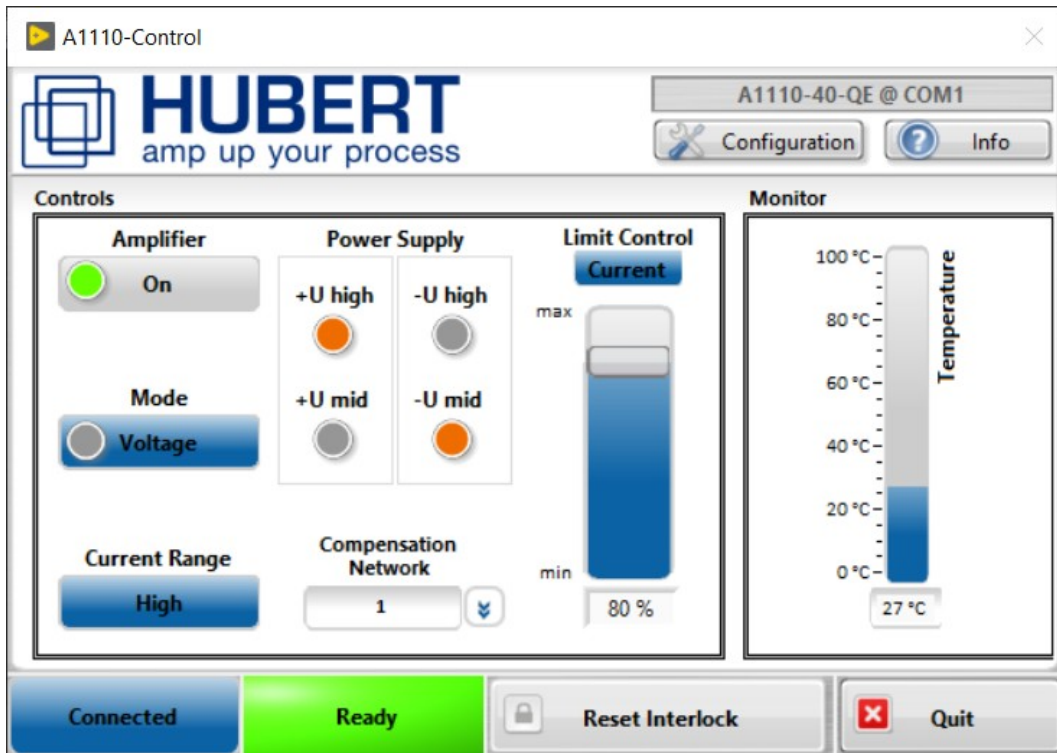 A1110-Control
HUBERT
amp up your process
A1110-40-QE @ COM1
Configuration
Info
Controls
Amplifier
On
Mode
Voltage
Current Range
High
Power Supply
+U high
-U high
+U mid
-U mid
Compensation
Network
1
Limit Control
Current
max
min
80 %
Monitor
100 °C
80 °C
60 °C
40 °C
20 °C
0 °C
Temperature
27 °C
Connected
Ready
Reset Interlock
Quit